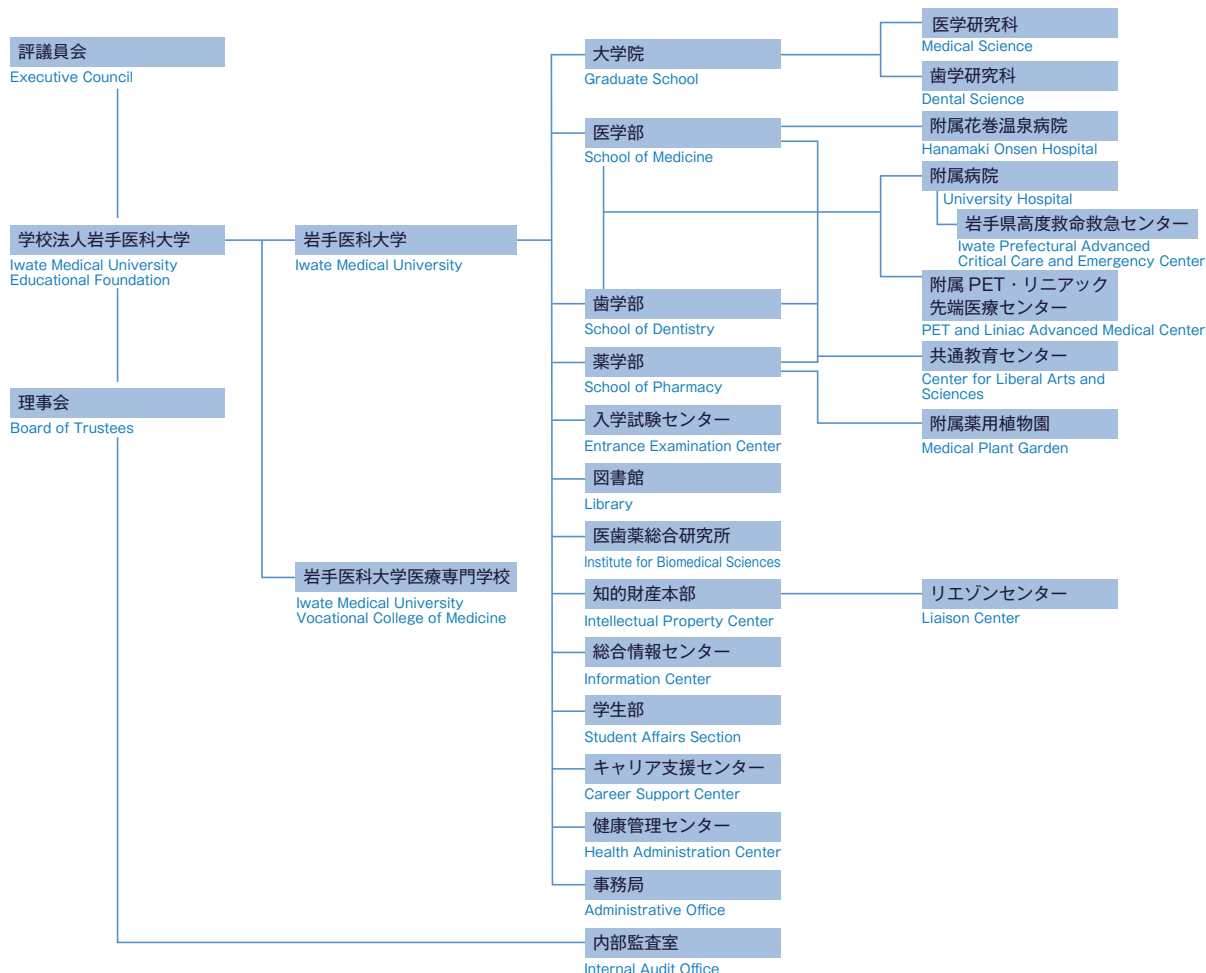 評議員会
Executive Council
学校法人岩手医科大学
Iwate Medical University
Educational Foundation
理事会
Board of Trustees
岩手医科大学
Iwate Medical University
岩手医科大学医療専門学校
Iwate Medical University
Vocational College of Medicine
大学院
Graduate School
医学部
School of Medicine
歯学部
School of Dentistry
薬学部
School of Pharmacy
入学試験センター
Entrance Examination Center
図書館
Library
医歯薬総合研究所
Institute for Biomedical Sciences
知的財産本部
Intellectual Property Center
総合情報センター
Information Center
学生部
Student Affairs Section
キャリア支援センター
Career Support Center
健康管理センター
Health Administration Center
事務局
Administrative Office
内部監査室
Internal Audit Office
医学研究科
Medical Science
歯学研究科
Dental Science
附属花巻温泉病院
Hanamaki Onsen Hospital
附属病院
University Hospital
岩手県高度救命救急センター
Iwate Prefectural Advanced
Critical Care and Emergency Center
附属 PET・リニアック
先端医療センター
PET and Liniac Advanced Medical Center
共通教育センター
Center for Liberal Arts and
Sciences
附属薬用植物園
Medical Plant Garden
リエゾンセンター
Liaison Center